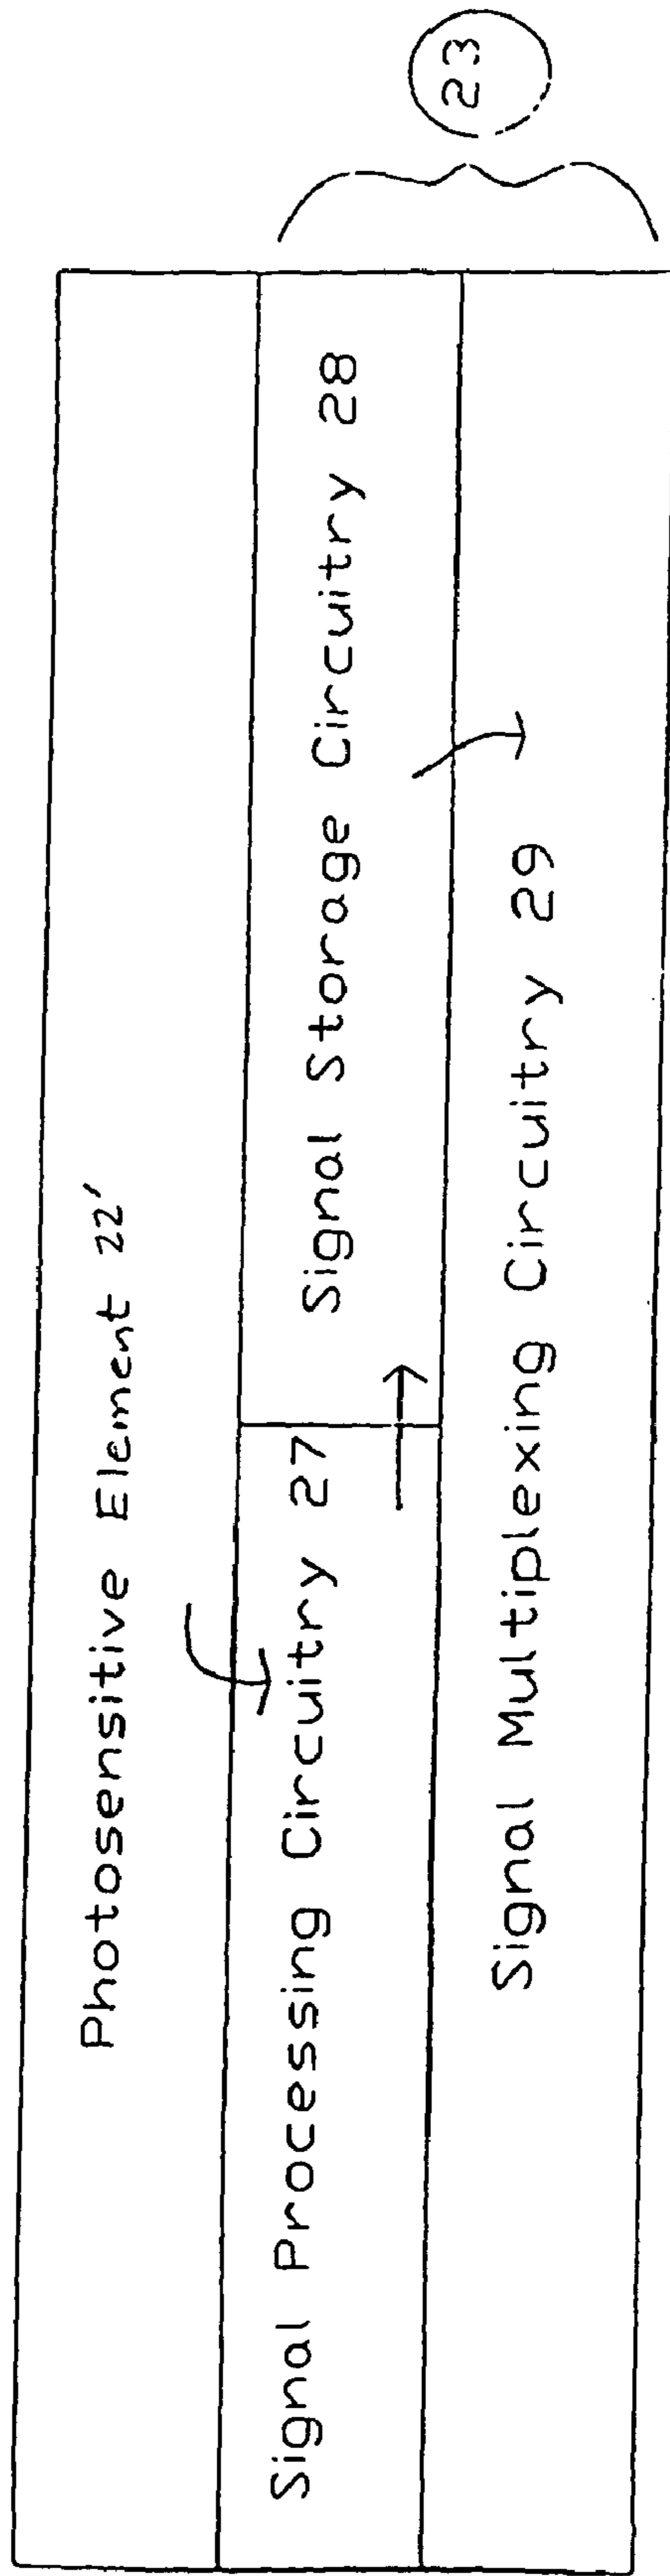 Photosensitive Element 22'
Signal Processing Circuitry 27
Signal Storage Circuitry 28
Signal Multiplexing Circuitry 29
23